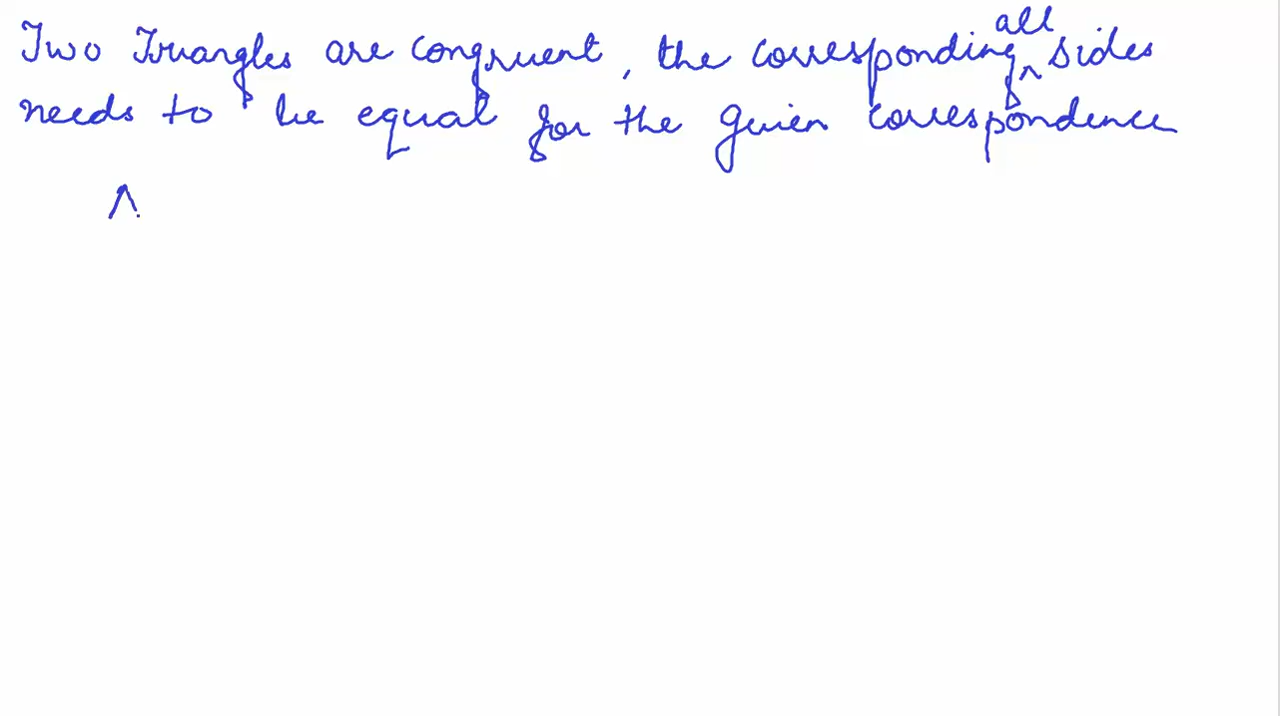 Two Triangles are congruent, the corresponding all sides
needs to be equal for the given correspondence